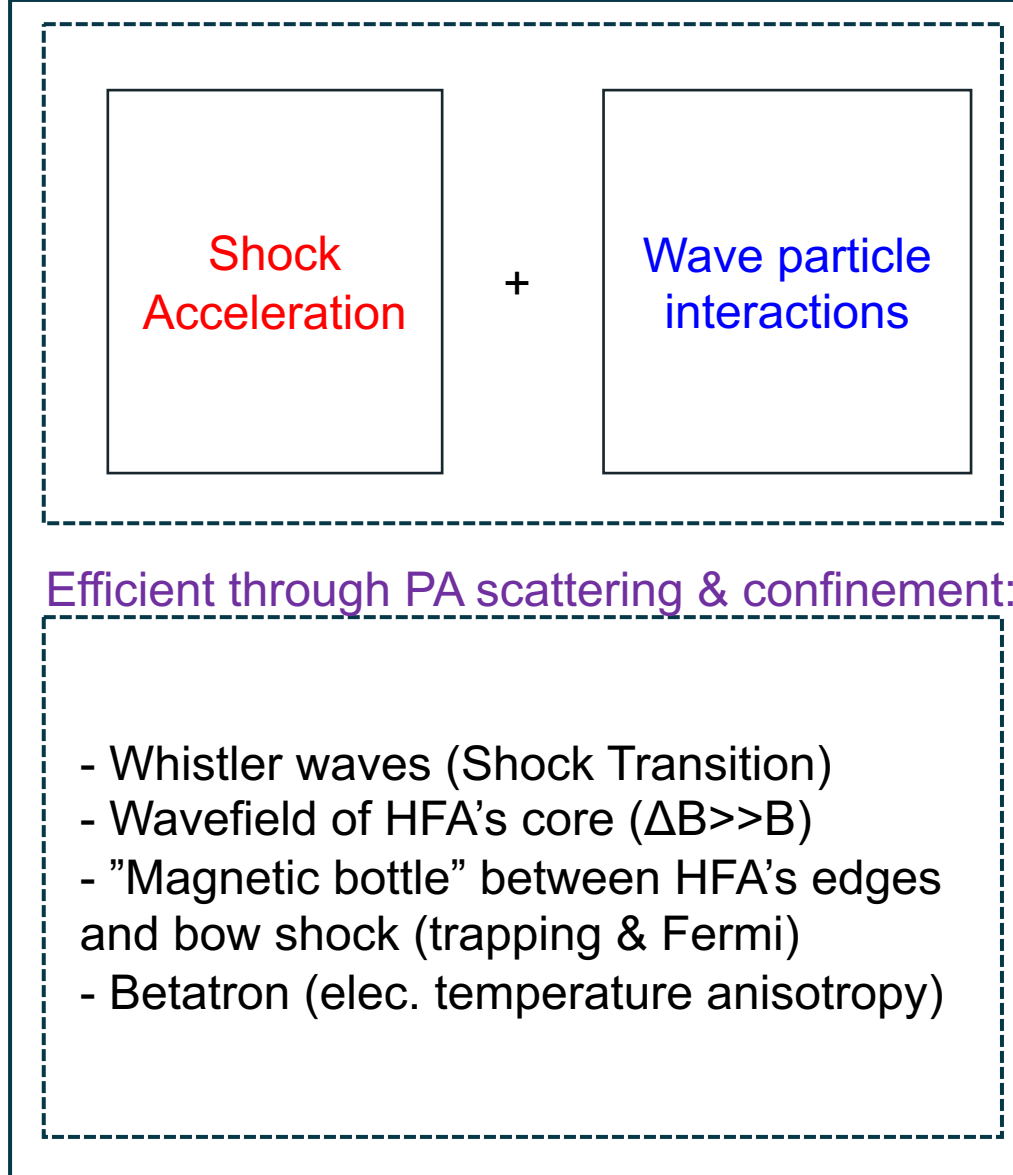 Shock
Acceleration
+
Wave particle
interactions
Efficient through PA scattering & confinement:
- Whistler waves (Shock Transition)
- Wavefield of HFA’s core (ΔB>>B)
- ”Magnetic bottle” between HFA’s edges
and bow shock (trapping & Fermi)
- Betatron (elec. temperature anisotropy)